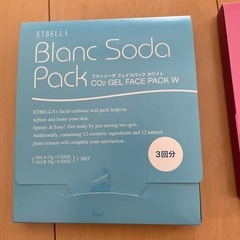 ETBELLA
Blanc Soda
Pack
ブランソーダ フェイスパック ホワイト
CO2 GEL FACE PACK W
ETBELLA's facial carbonic acid pack helps to
tighten and lester your skin.
Speedy & Easy! Get ready by just mixing two gels.
Additionally, containing 12 cosmetic ingredients and 12 natural
plant extracts will complete your satisfaction.
3回分